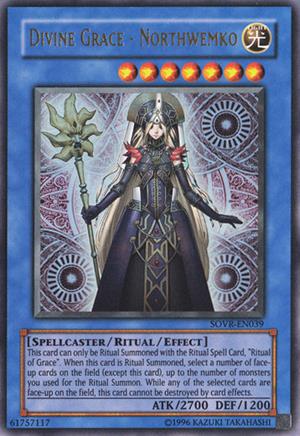 DIVINE GRACE - NORTHWEMKO
LIGHT
光
SOVR-EN039
[SPELLCASTER/RITUAL/EFFECT]
This card can only be Ritual Summoned with the Ritual Spell Card, "Ritual
of Grace". When this card is Ritual Summoned, select a number of face-
up cards on the field (except this card), up to the number of monsters
you used for the Ritual Summon. While any of the selected cards are
face-up on the field, this card cannot be destroyed by card effects.
ATK/2700 DEF/1200
61757117 ©1996 KAZUKI TAKAHASHI